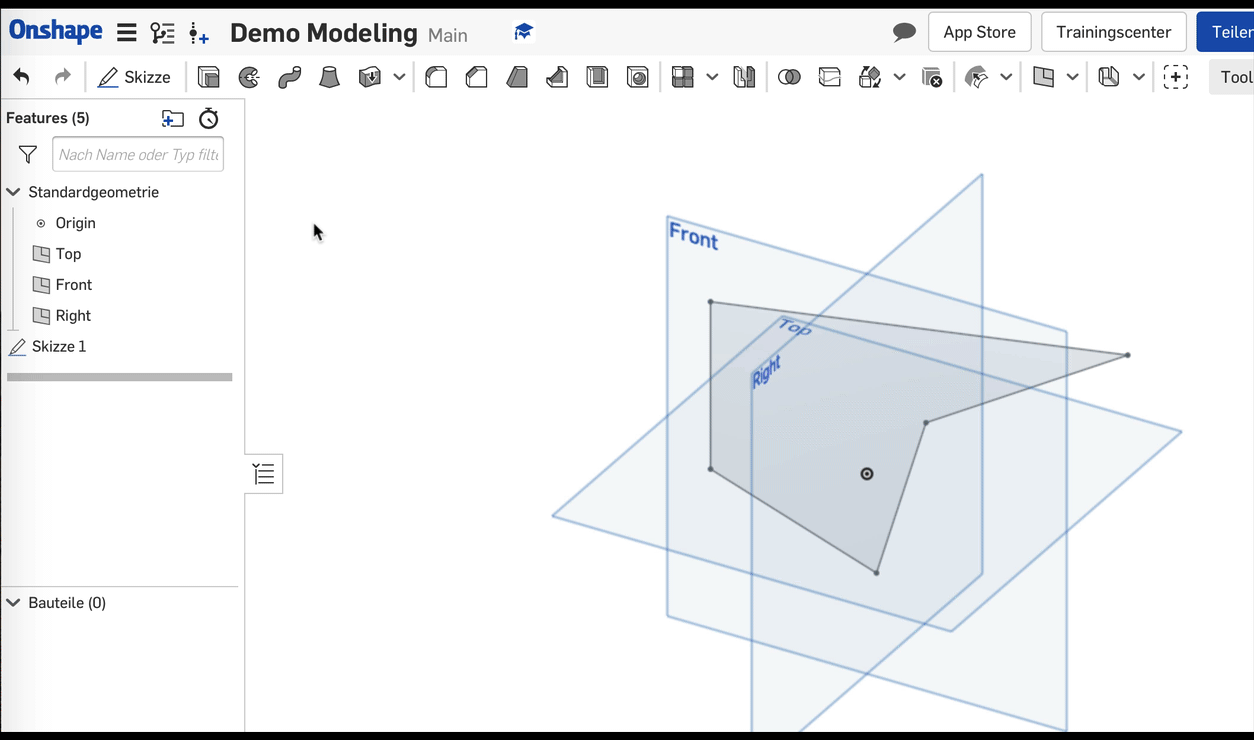 Onshape Demo Modeling Main App Store Trainingscenter Teilen
Skizze Tool
Features (5)
Nach Name oder Typ filte
Standardgeometrie
Origin
Top
Front
Right
Skizze 1
Bauteile (0)
Front
Top
Right